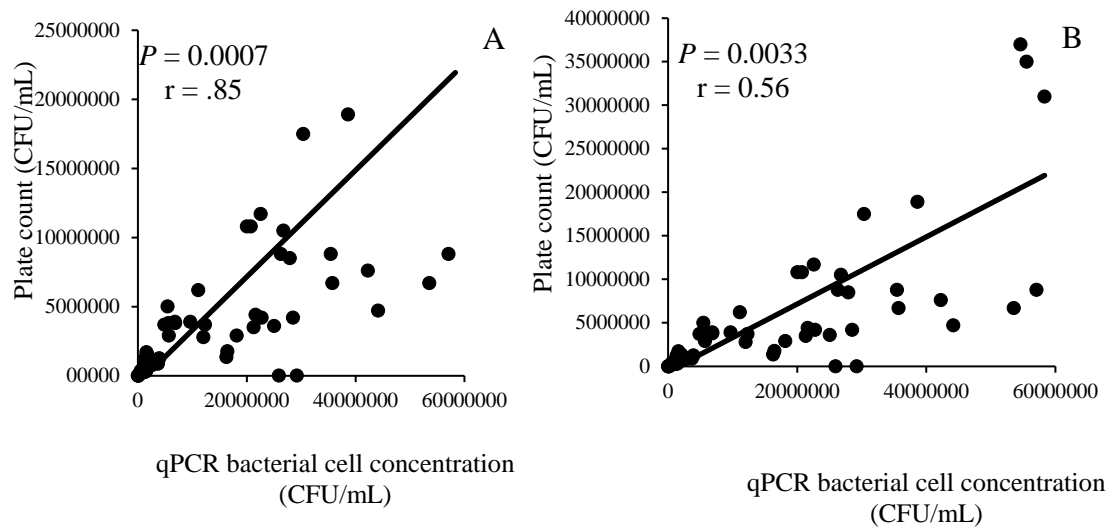 A
P = 0.0007
r = .85
Plate count (CFU/mL)
25000000
20000000
15000000
10000000
5000000
00000
0 20000000 40000000 60000000
qPCR bacterial cell concentration
(CFU/mL)
B
P = 0.0033
r = 0.56
Plate count (CFU/mL)
40000000
35000000
30000000
25000000
20000000
15000000
10000000
5000000
0
0 20000000 40000000 60000000
qPCR bacterial cell concentration
(CFU/mL)